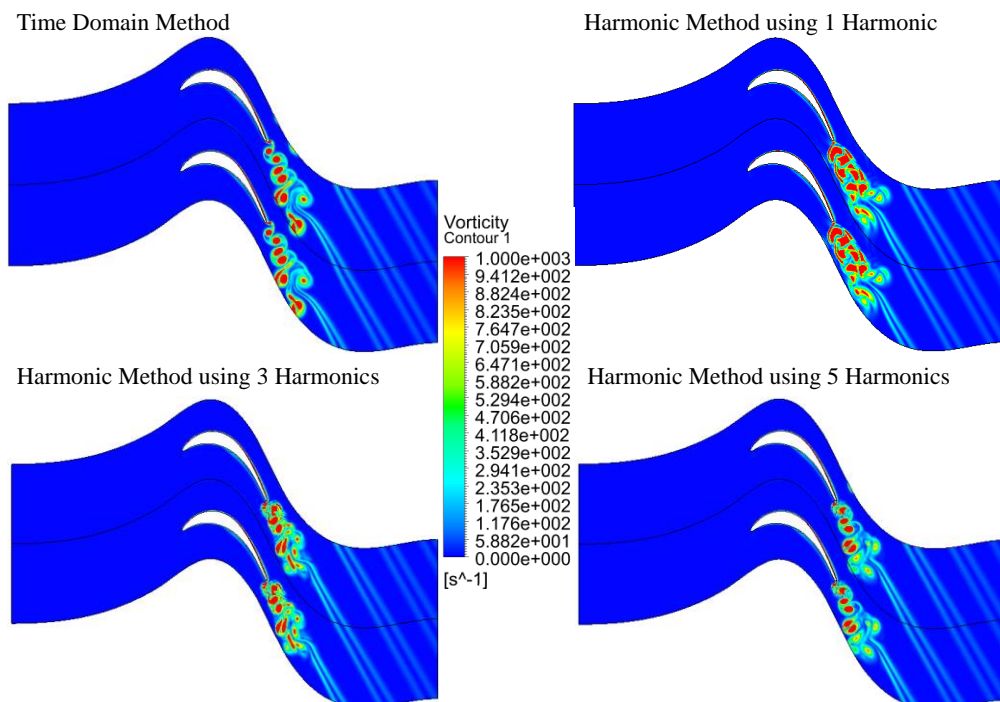 Time Domain Method
Harmonic Method using 1 Harmonic
Vorticity
Contour 1
1.000e+003
9.412e+002
8.824e+002
8.235e+002
7.647e+002
7.059e+002
6.471e+002
5.882e+002
5.294e+002
4.706e+002
4.118e+002
3.529e+002
2.941e+002
2.353e+002
1.765e+002
1.176e+002
5.882e+001
0.000e+000
[s^-1]
Harmonic Method using 3 Harmonics
Harmonic Method using 5 Harmonics